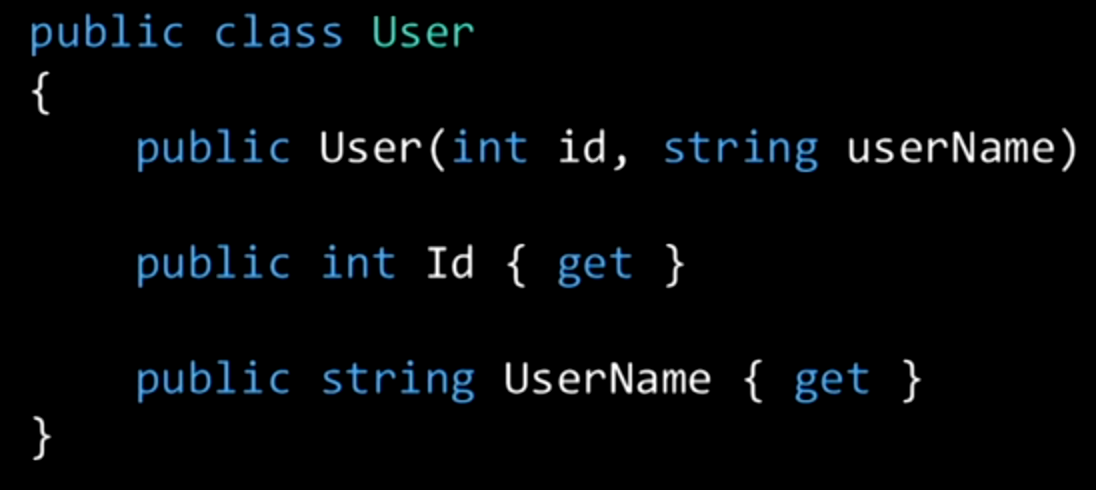 public class User
{
    public User(int id, string userName)
    public int Id { get }
    public string UserName { get }
}